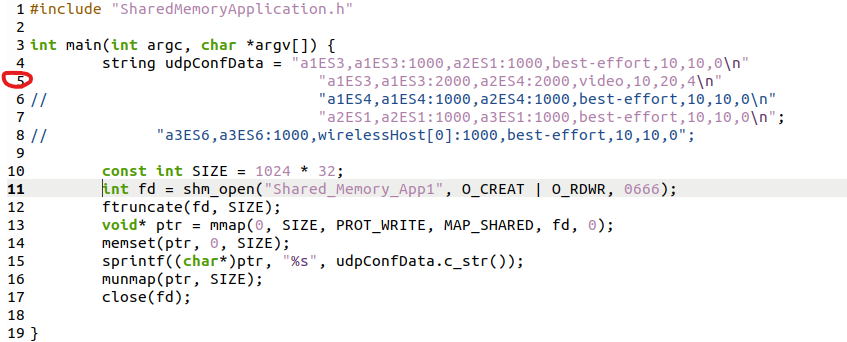 1 #include "SharedMemoryApplication.h"
2
3 int main(int argc, char *argv[]) {
4         string udpConfData = "a1ES3,a1ES3:1000,a2ES1:1000,best-effort,10,10,0\n"
5                                 "a1ES3,a1ES3:2000,a2ES4:2000,video,10,20,4\n"
6 //                              "a1ES4,a1ES4:1000,a2ES4:1000,best-effort,10,10,0\n"
7                                 "a2ES1,a2ES1:1000,a1ES3:1000,best-effort,10,10,0\n";
8 //            "a3ES6,a3ES6:1000,wirelessHost[0]:1000,best-effort,10,10,0";
9
10         const int SIZE = 1024 * 32;
11         int fd = shm_open("Shared_Memory_App1", O_CREAT | O_RDWR, 0666);
12         ftruncate(fd, SIZE);
13         void* ptr = mmap(0, SIZE, PROT_WRITE, MAP_SHARED, fd, 0);
14         memset(ptr, 0, SIZE);
15         sprintf((char*)ptr, "%s", udpConfData.c_str());
16         munmap(ptr, SIZE);
17         close(fd);
18
19 }